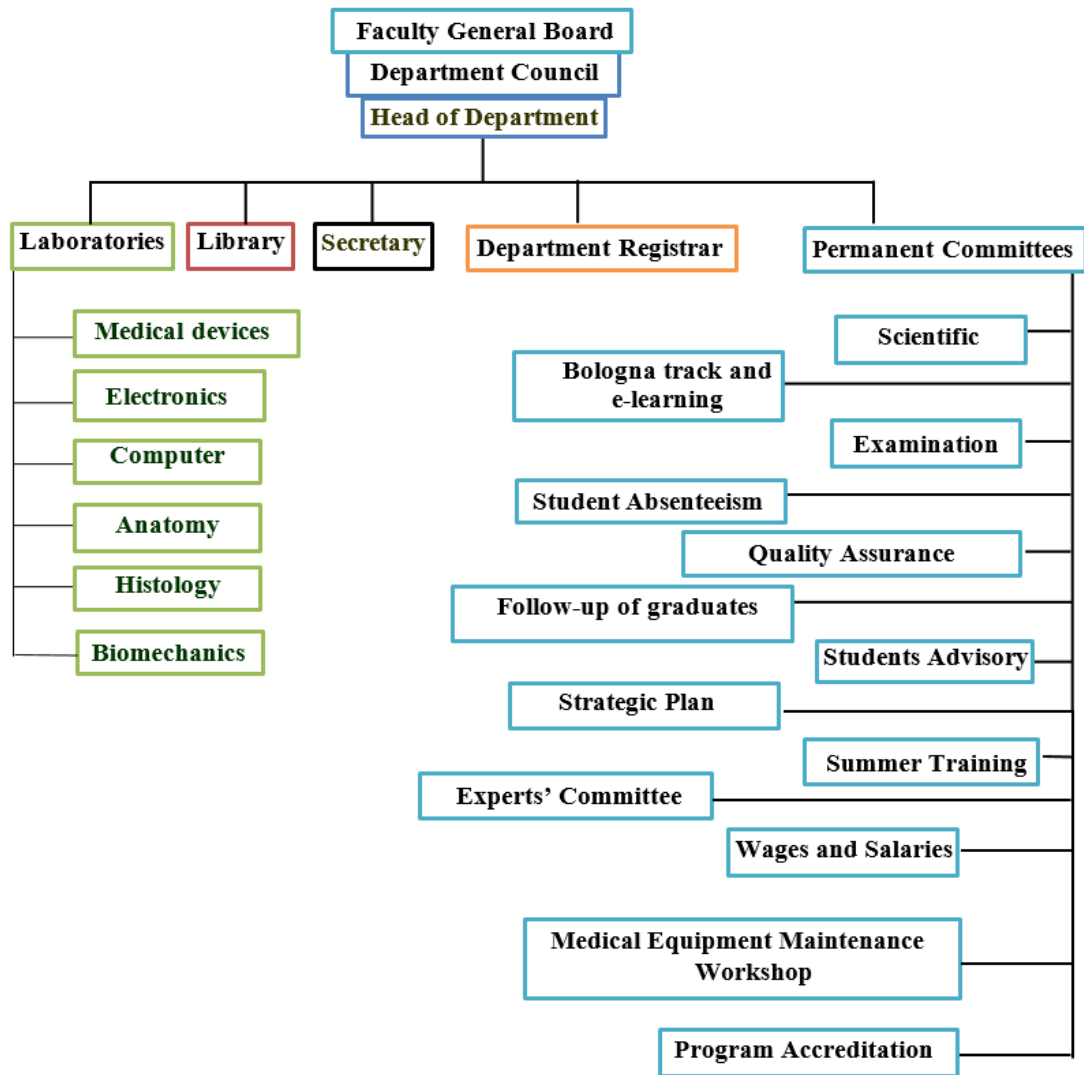 Faculty General Board
Department Council
Head of Department
Laboratories
Library
Secretary
Department Registrar
Permanent Committees
Medical devices
Electronics
Computer
Anatomy
Histology
Biomechanics
Scientific
Bologna track and
e-learning
Examination
Student Absenteeism
Quality Assurance
Follow-up of graduates
Students Advisory
Strategic Plan
Summer Training
Experts’ Committee
Wages and Salaries
Medical Equipment Maintenance
Workshop
Program Accreditation